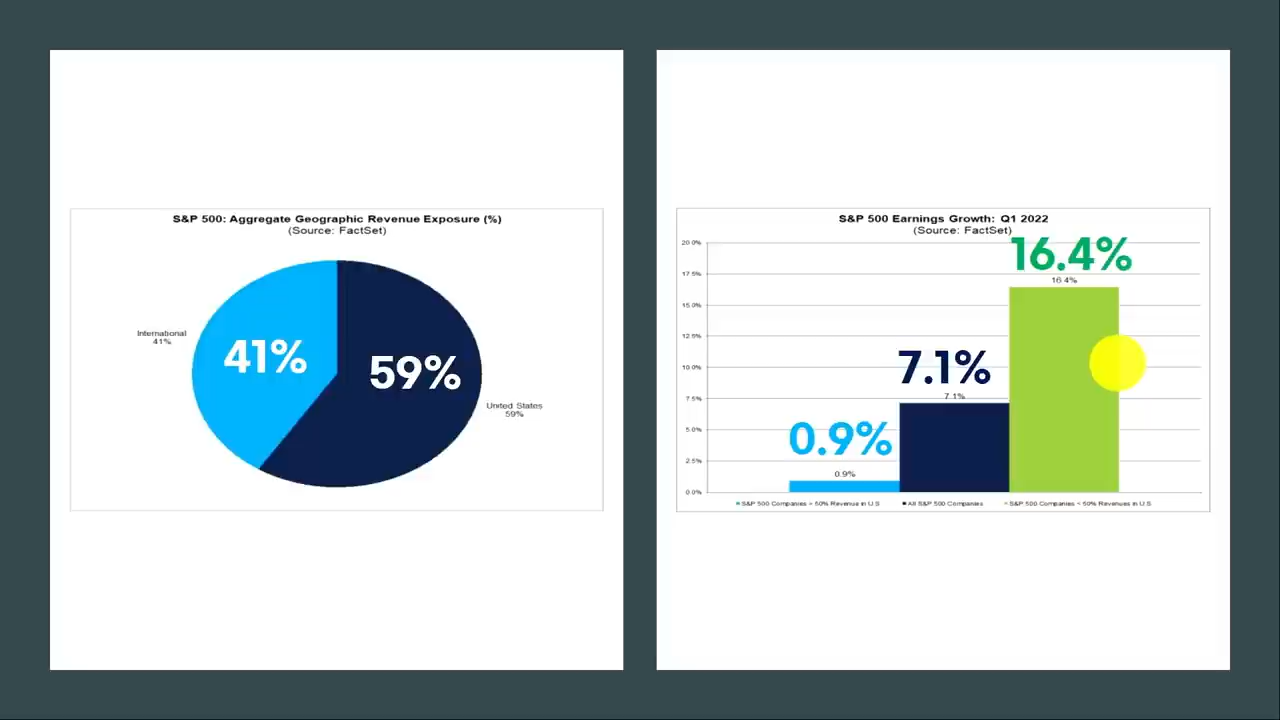 S&P 500: Aggregate Geographic Revenue Exposure (%)
(Source: FactSet)
International
41%
41%
59%
United States
59%
S&P 500 Earnings Growth: Q1 2022
(Source: FactSet)
20.0%
17.5%
15.0%
12.5%
10.0%
7.5%
5.0%
2.5%
0.0%
0.9%
0.9%
7.1%
7.1%
16.4%
16.4%
S&P 500 Companies > 50% Revenue in U.S.
All S&P 500 Companies
S&P 500 Companies < 50% Revenues in U.S.